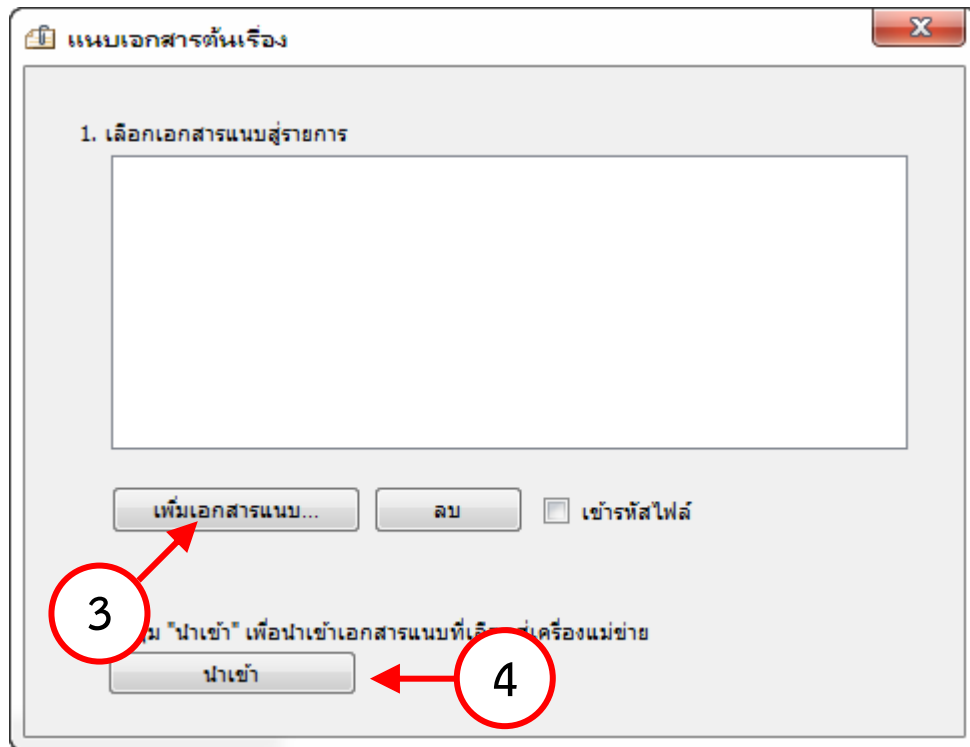 แนบเอกสารต้นเรื่อง
1. เลือกเอกสารแนบสู่รายการ
เพิ่มเอกสารแนบ... ลบ เข้ารหัสไฟล์
3
"นำเข้า" เพื่อนำเข้าเอกสารแนบที่เลือกสู่เครื่องแม่ข่าย
นำเข้า
4